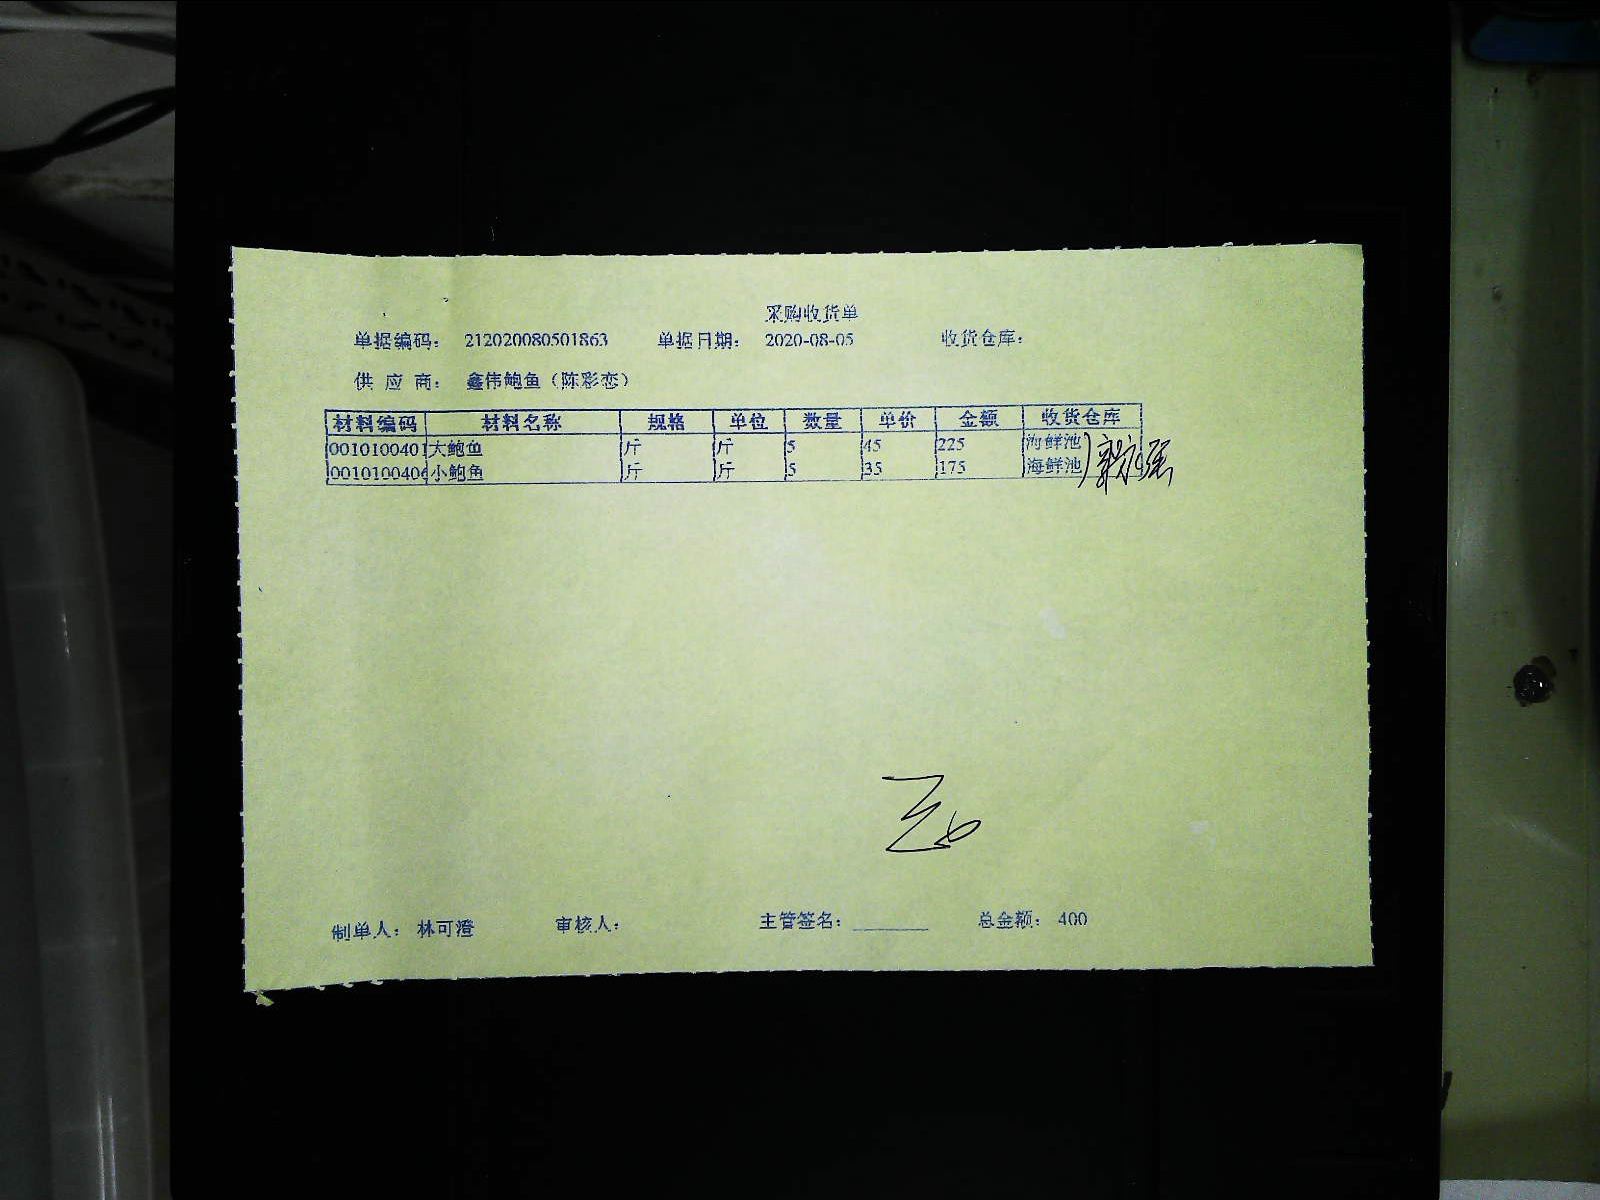 采购收货单
单据编码： 212020080501863 单据日期： 2020-08-05 收货仓库：
供 应 商： 鑫伟鲍鱼（陈彩恋）
材料编码 材料名称 规格 单位 数量 单价 金额 收货仓库
0010100401 大鲍鱼 斤 斤 5 45 225 海鲜池
0010100406 小鲍鱼 斤 斤 5 35 175 海鲜池
制单人： 林可澄 审核人： 主管签名： 总金额： 400